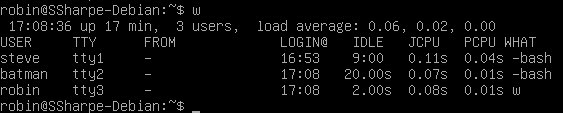 robin@SSharpe-Debian:~$ w
 17:08:36 up 17 min,  3 users,  load average: 0.06, 0.02, 0.00
USER     TTY      FROM             LOGIN@   IDLE   JCPU   PCPU WHAT
steve    tty1     -                16:53    9:00   0.11s  0.04s -bash
batman   tty2     -                17:08   20.00s  0.07s  0.01s -bash
robin    tty3     -                17:08    2.00s  0.08s  0.01s w
robin@SSharpe-Debian:~$ _